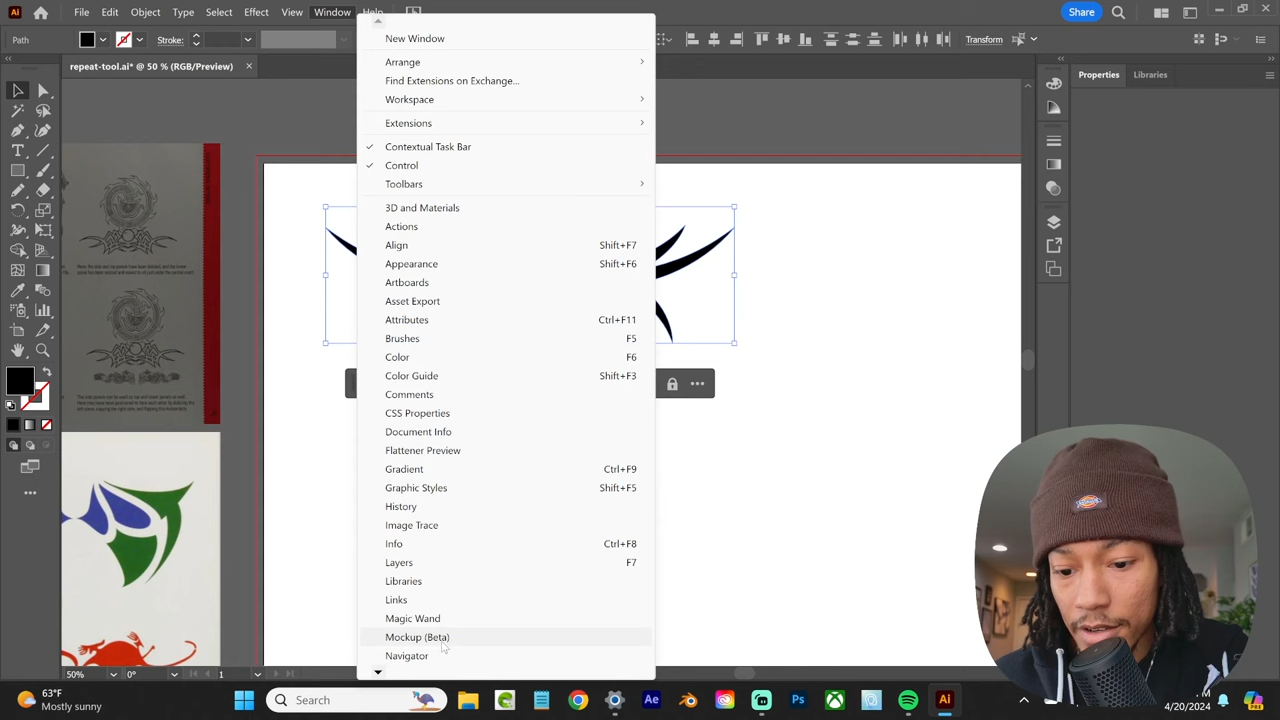 Ai
File
Edit
Object
Type
Select
Effect
View
Window
Help
Share
Path
Stroke:
Transform
repeat-tool.ai* @ 50 % (RGB/Preview)
Properties
Libraries
New Window
Arrange
Find Extensions on Exchange...
Workspace
Extensions
Contextual Task Bar
Control
Toolbars
3D and Materials
Actions
Align Shift+F7
Appearance Shift+F6
Artboards
Asset Export
Attributes Ctrl+F11
Brushes F5
Color F6
Color Guide Shift+F3
Comments
CSS Properties
Document Info
Flattener Preview
Gradient Ctrl+F9
Graphic Styles Shift+F5
History
Image Trace
Info Ctrl+F8
Layers F7
Libraries
Links
Magic Wand
Mockup (Beta)
Navigator
50%
0°
1
Dickies
63°F
Mostly sunny
Search
Ae
Ps
Ai
4/20/2024